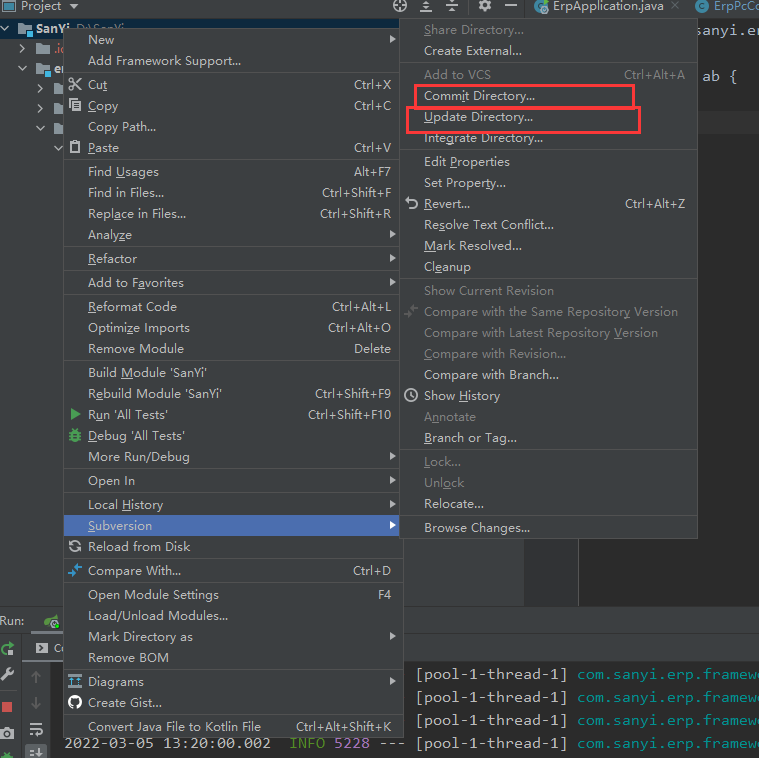 Project
ErpApplication.java
ErpPcCo
SanYi D:\SanYi
New
Add Framework Support...
Cut Ctrl+X
Copy Ctrl+C
Copy Path...
Paste Ctrl+V
Find Usages Alt+F7
Find in Files... Ctrl+Shift+F
Replace in Files... Ctrl+Shift+R
Analyze
Refactor
Add to Favorites
Reformat Code Ctrl+Alt+L
Optimize Imports Ctrl+Alt+O
Remove Module Delete
Build Module 'SanYi'
Rebuild Module 'SanYi' Ctrl+Shift+F9
Run 'All Tests' Ctrl+Shift+F10
Debug 'All Tests'
More Run/Debug
Open In
Local History
Subversion
Reload from Disk
Compare With... Ctrl+D
Open Module Settings F4
Load/Unload Modules...
Mark Directory as
Remove BOM
Diagrams
Create Gist...
Convert Java File to Kotlin File Ctrl+Alt+Shift+K
Share Directory...
Create External...
Add to VCS Ctrl+Alt+A
Commit Directory...
Update Directory...
Integrate Directory...
Edit Properties
Set Property...
Revert... Ctrl+Alt+Z
Resolve Text Conflict...
Mark Resolved...
Cleanup
Show Current Revision
Compare with the Same Repository Version
Compare with Latest Repository Version
Compare with Revision...
Compare with Branch...
Show History
Annotate
Branch or Tag...
Lock...
Unlock
Relocate...
Browse Changes...
sanyi.er
ab {
Run:
[pool-1-thread-1] com.sanyi.erp.framewo
[pool-1-thread-1] com.sanyi.erp.framewo
[pool-1-thread-1] com.sanyi.erp.framewo
2022-03-05 13:20:00.002 INFO 5228 --- [pool-1-thread-1] com.sanyi.erp.framewo